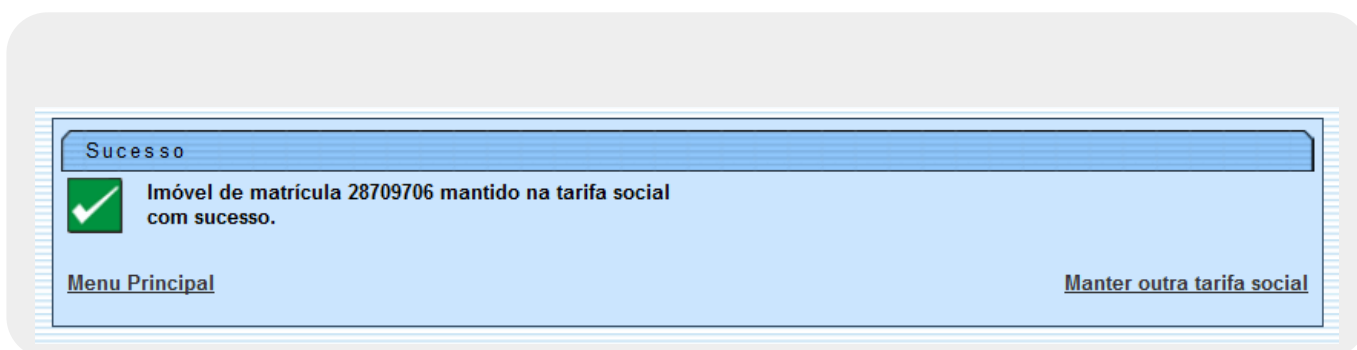 Sucesso
Imóvel de matrícula 28709706 mantido na tarifa social
com sucesso.
Menu Principal
Manter outra tarifa social